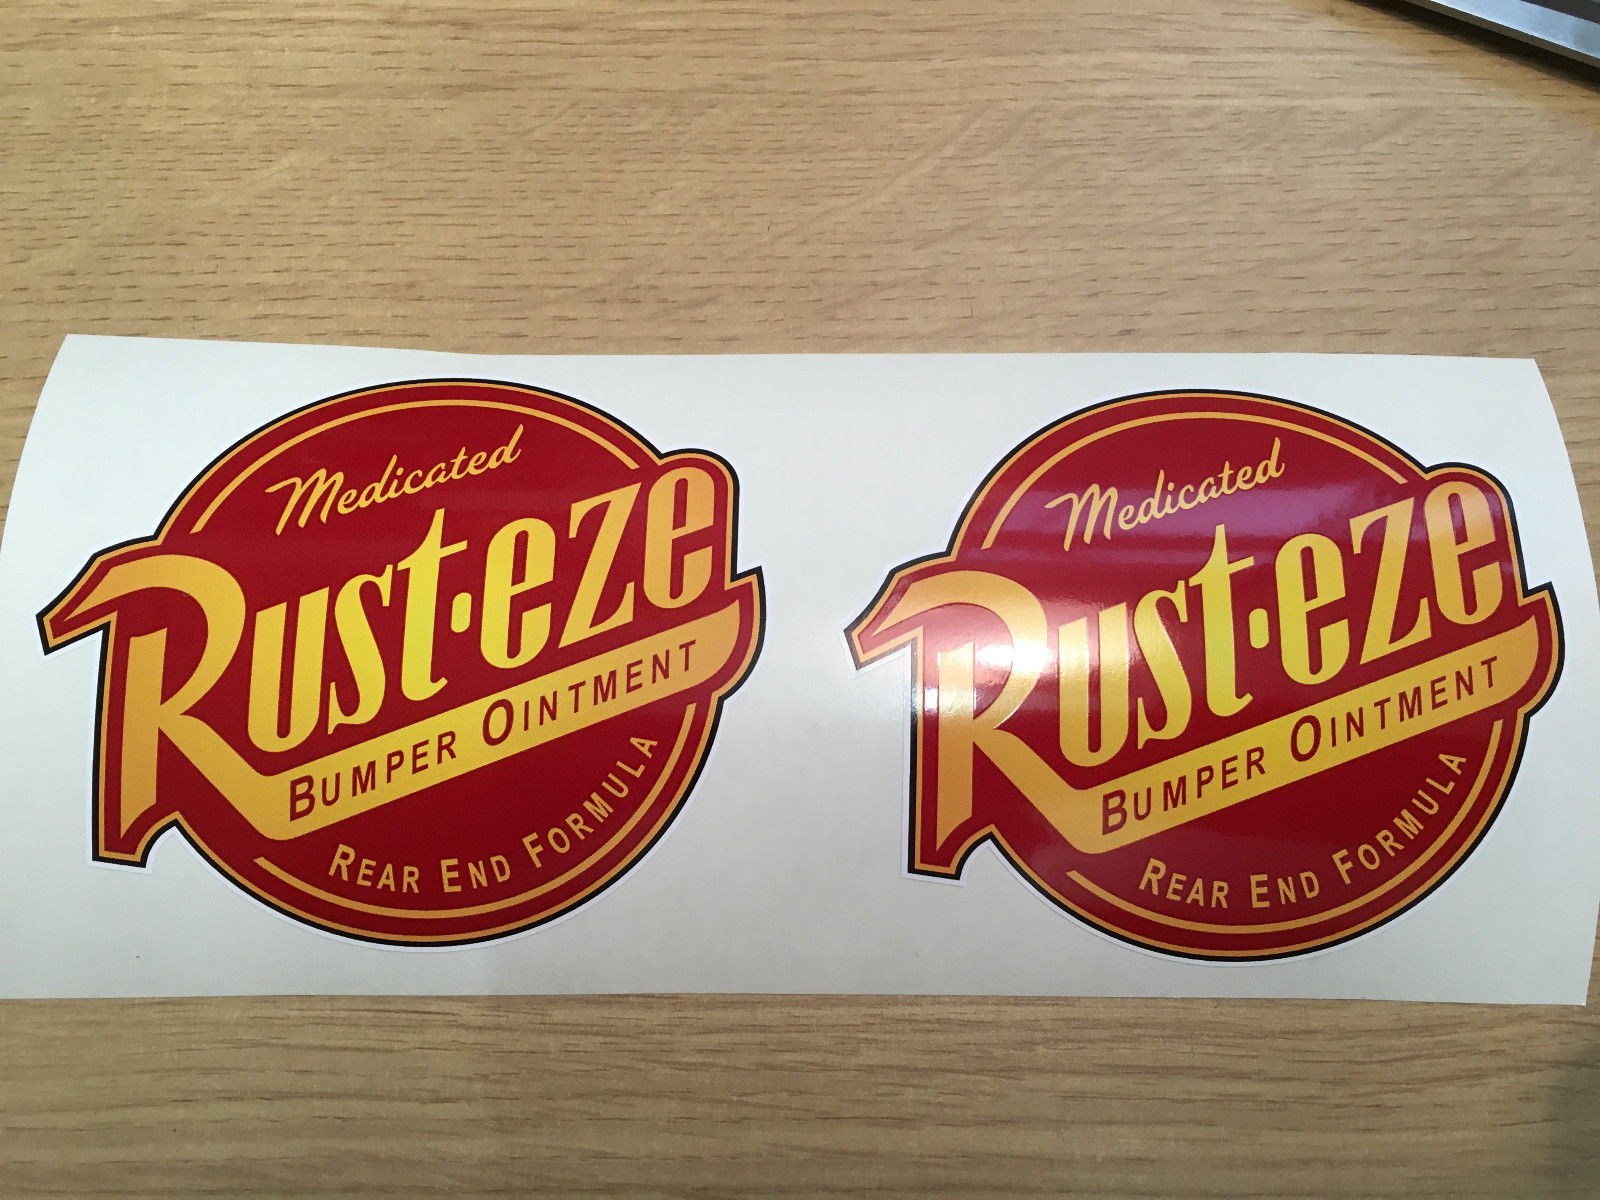 Medicated
Rust-eze
Bumper Ointment
Rear End Formula
Medicated
Rust-eze
Bumper Ointment
Rear End Formula